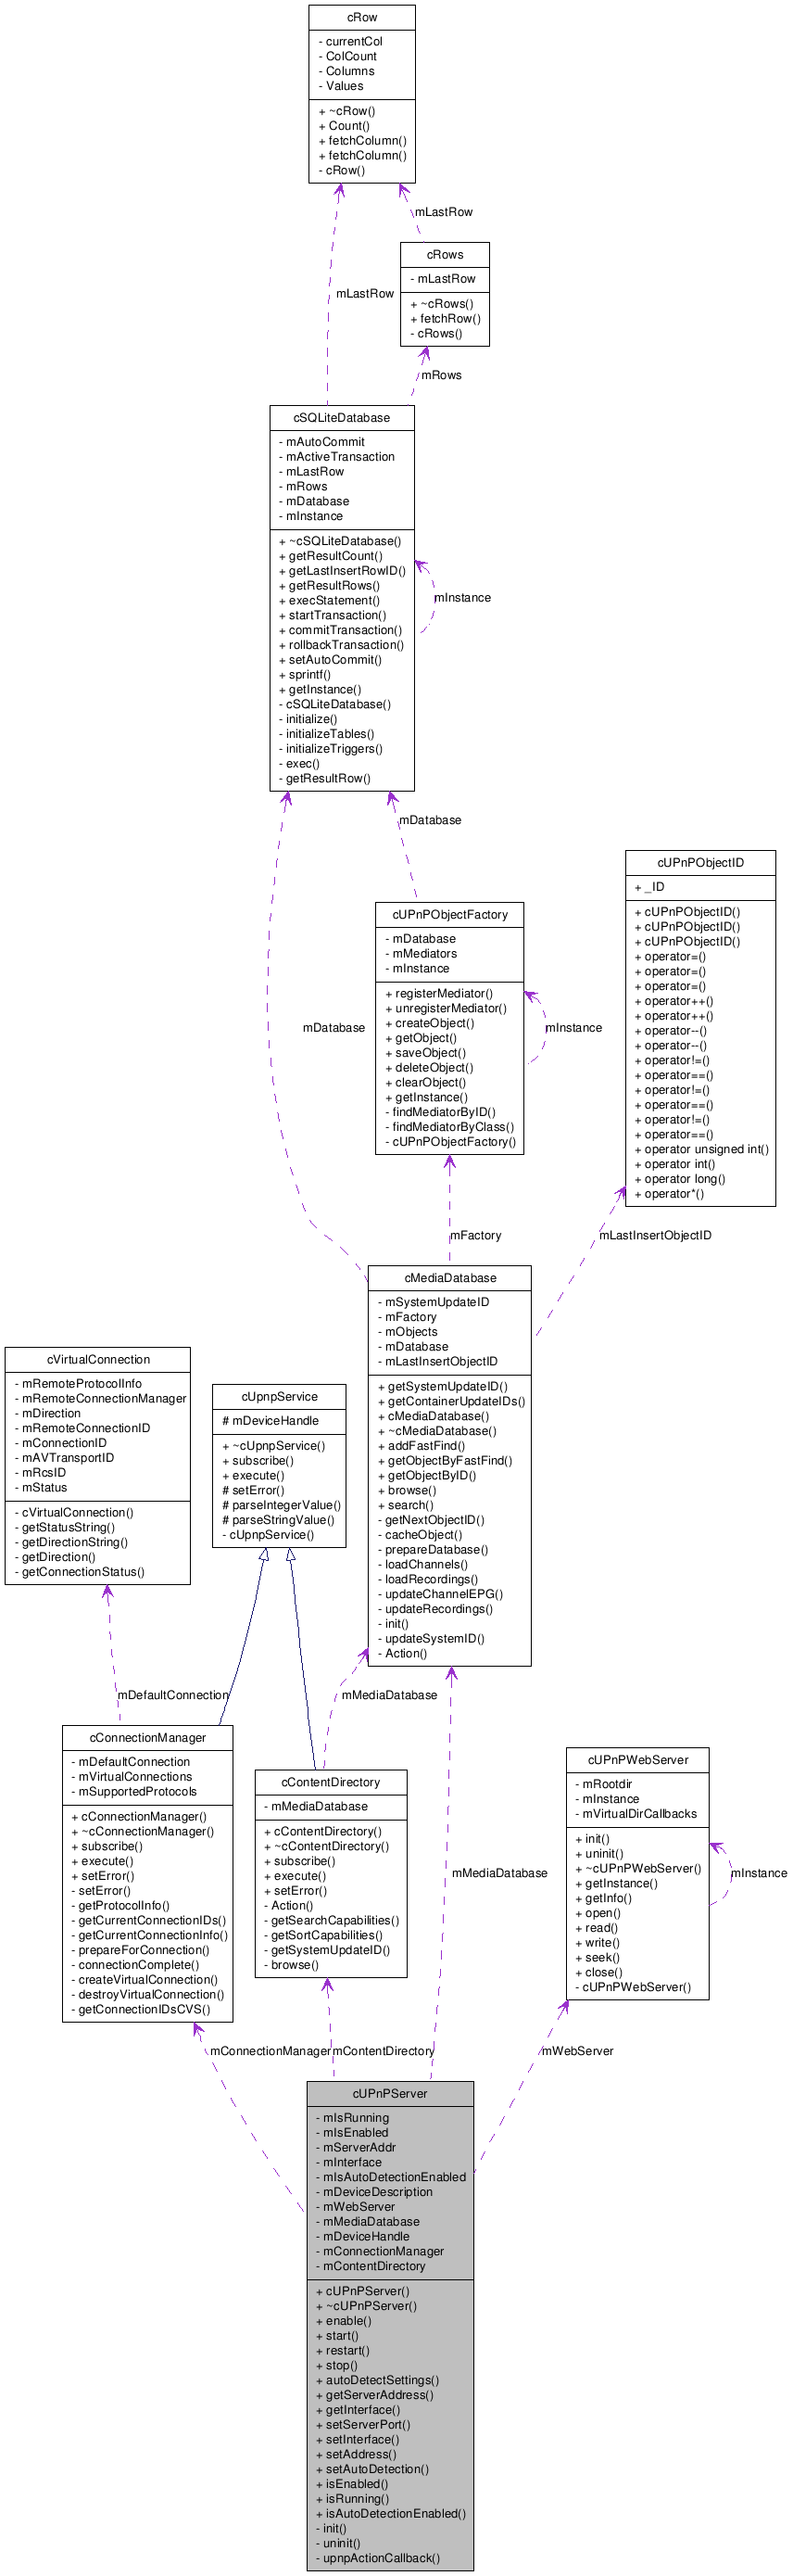 cRow
- currentCol
- ColCount
- Columns
- Values
+ ~cRow()
+ Count()
+ fetchColumn()
+ fetchColumn()
- cRow()
mLastRow
cRows
- mLastRow
+ ~cRows()
+ fetchRow()
- cRows()
mLastRow
mRows
cSQLiteDatabase
- mAutoCommit
- mActiveTransaction
- mLastRow
- mRows
- mDatabase
- mInstance
+ ~cSQLiteDatabase()
+ getResultCount()
+ getLastInsertRowID()
+ getResultRows()
+ execStatement()
+ startTransaction()
+ commitTransaction()
+ rollbackTransaction()
+ setAutoCommit()
+ sprintf()
+ getInstance()
- cSQLiteDatabase()
- initialize()
- initializeTables()
- initializeTriggers()
- exec()
- getResultRow()
mInstance
mDatabase
cUPnPObjectFactory
- mDatabase
- mMediators
- mInstance
+ registerMediator()
+ unregisterMediator()
+ createObject()
+ getObject()
+ saveObject()
+ deleteObject()
+ clearObject()
+ getInstance()
- findMediatorByID()
- findMediatorByClass()
- cUPnPObjectFactory()
mInstance
mDatabase
cUPnPObjectID
+ _ID
+ cUPnPObjectID()
+ cUPnPObjectID()
+ cUPnPObjectID()
+ operator=()
+ operator=()
+ operator=()
+ operator++()
+ operator++()
+ operator--()
+ operator--()
+ operator!=()
+ operator==()
+ operator!=()
+ operator==()
+ operator!=()
+ operator==()
+ operator unsigned int()
+ operator int()
+ operator long()
+ operator*()
mFactory
mLastInsertObjectID
cMediaDatabase
- mSystemUpdateID
- mFactory
- mObjects
- mDatabase
- mLastInsertObjectID
+ getSystemUpdateID()
+ getContainerUpdateIDs()
+ cMediaDatabase()
+ ~cMediaDatabase()
+ addFastFind()
+ getObjectByFastFind()
+ getObjectByID()
+ browse()
+ search()
- getNextObjectID()
- cacheObject()
- prepareDatabase()
- loadChannels()
- loadRecordings()
- updateChannelEPG()
- updateRecordings()
- init()
- updateSystemID()
- Action()
cVirtualConnection
- mRemoteProtocolInfo
- mRemoteConnectionManager
- mDirection
- mRemoteConnectionID
- mConnectionID
- mAVTransportID
- mRcsID
- mStatus
- cVirtualConnection()
- getStatusString()
- getDirectionString()
- getDirection()
- getConnectionStatus()
cUpnpService
# mDeviceHandle
+ ~cUpnpService()
+ subscribe()
+ execute()
# setError()
# parseIntegerValue()
# parseStringValue()
- cUpnpService()
mDefaultConnection
mMediaDatabase
cConnectionManager
- mDefaultConnection
- mVirtualConnections
- mSupportedProtocols
+ cConnectionManager()
+ ~cConnectionManager()
+ subscribe()
+ execute()
+ setError()
- setError()
- getProtocolInfo()
- getCurrentConnectionIDs()
- getCurrentConnectionInfo()
- prepareForConnection()
- connectionComplete()
- createVirtualConnection()
- destroyVirtualConnection()
- getConnectionIDsCVS()
cContentDirectory
- mMediaDatabase
+ cContentDirectory()
+ ~cContentDirectory()
+ subscribe()
+ execute()
+ setError()
- Action()
- getSearchCapabilities()
- getSortCapabilities()
- getSystemUpdateID()
- browse()
mMediaDatabase
cUPnPWebServer
- mRootdir
- mInstance
- mVirtualDirCallbacks
+ init()
+ uninit()
+ ~cUPnPWebServer()
+ getInstance()
+ getInfo()
+ open()
+ read()
+ write()
+ seek()
+ close()
- cUPnPWebServer()
mInstance
mConnectionManager
mContentDirectory
mWebServer
cUPnPServer
- mIsRunning
- mIsEnabled
- mServerAddr
- mInterface
- mIsAutoDetectionEnabled
- mDeviceDescription
- mWebServer
- mMediaDatabase
- mDeviceHandle
- mConnectionManager
- mContentDirectory
+ cUPnPServer()
+ ~cUPnPServer()
+ enable()
+ start()
+ restart()
+ stop()
+ autoDetectSettings()
+ getServerAddress()
+ getInterface()
+ setServerPort()
+ setInterface()
+ setAddress()
+ setAutoDetection()
+ isEnabled()
+ isRunning()
+ isAutoDetectionEnabled()
- init()
- uninit()
- upnpActionCallback()